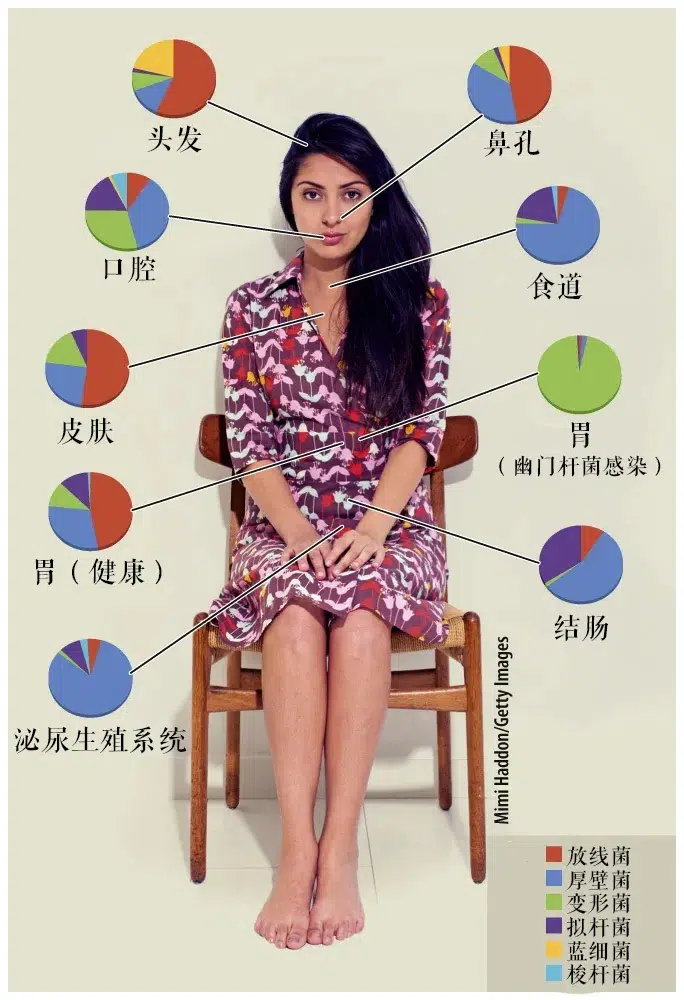 头发
鼻孔
口腔
食道
皮肤
胃
（幽门杆菌感染）
胃（健康）
结肠
泌尿生殖系统
Mimi Haddon/Getty Images
放线菌
厚壁菌
变形菌
拟杆菌
蓝细菌
梭杆菌